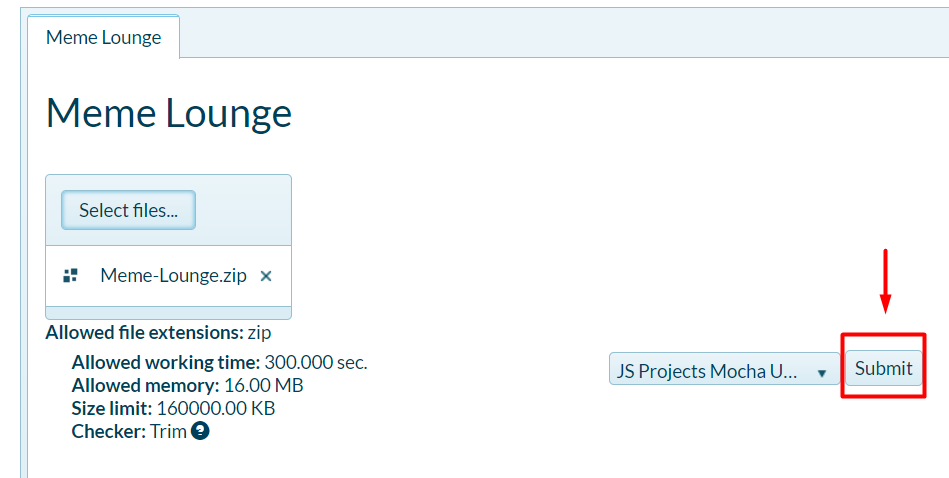 Meme Lounge
Meme Lounge
Select files...
Meme-Lounge.zip
Allowed file extensions: zip
Allowed working time: 300.000 sec.
Allowed memory: 16.00 MB
Size limit: 160000.00 KB
Checker: Trim ?
JS Projects Mocha U...
Submit